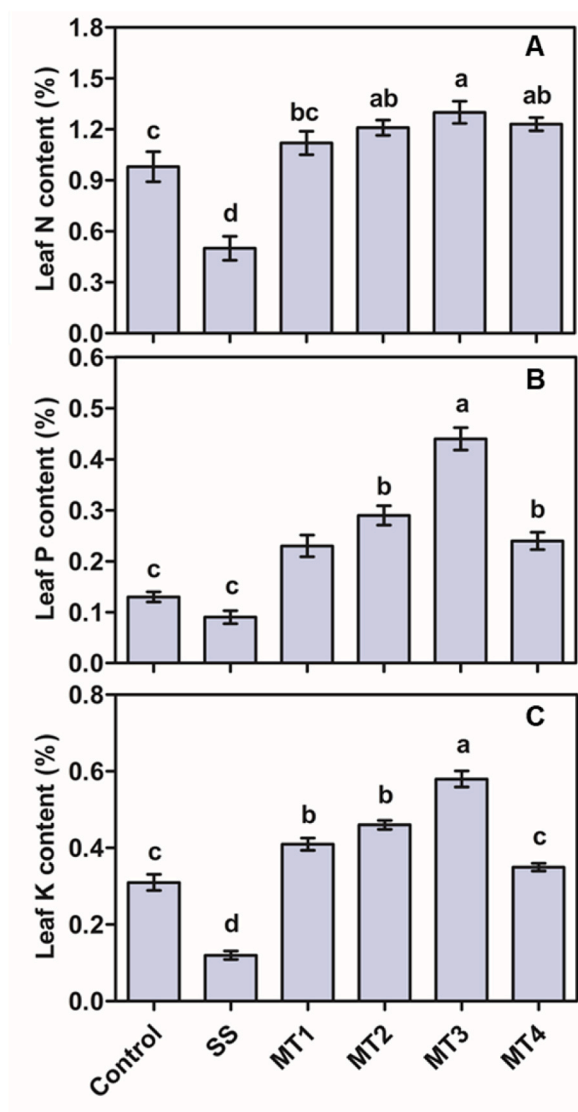 A
Leaf N content (%)
1.8
1.5
1.2
0.9
0.6
0.3
0.0
c
d
bc
ab
a
ab
B
Leaf P content (%)
0.6
0.5
0.4
0.3
0.2
0.1
0.0
c
c
b
a
b
C
Leaf K content (%)
0.8
0.6
0.4
0.2
0.0
c
d
b
b
a
c
Control
SS
MT1
MT2
MT3
MT4